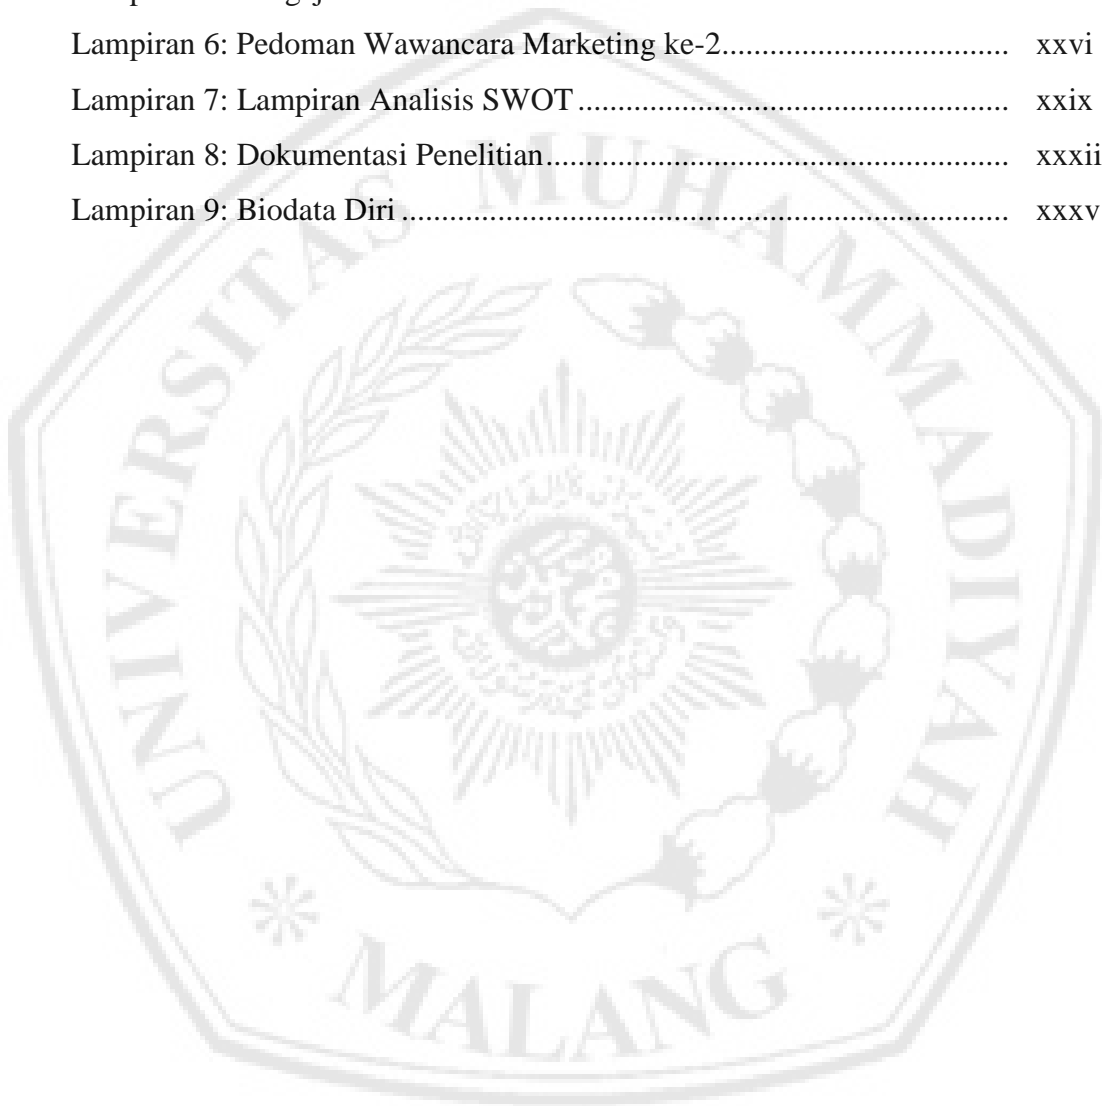 Lampiran 6: Pedoman Wawancara Marketing ke-2.................................... xxvi
Lampiran 7: Lampiran Analisis SWOT...................................................... xxix
Lampiran 8: Dokumentasi Penelitian.......................................................... xxxii
Lampiran 9: Biodata Diri............................................................................ xxxv
UNIVERSITAS MUHAMMADIYAH
MALANG